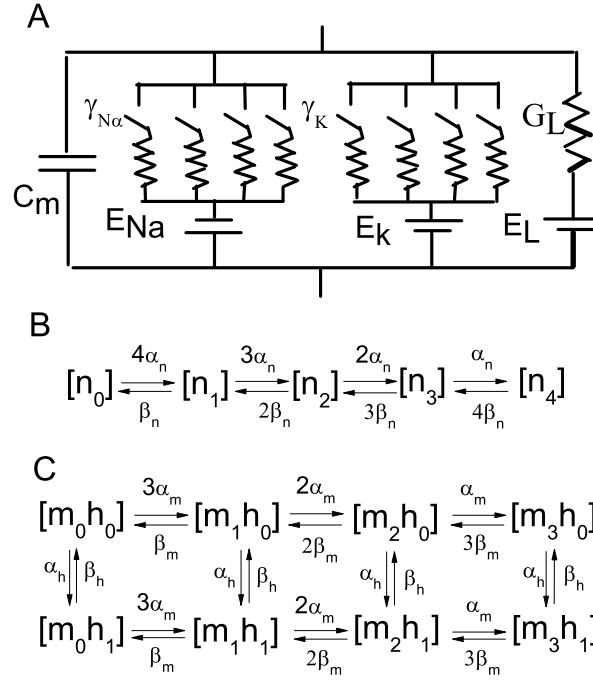 A
γNα
γK
GL
Cm
ENa
Ek
EL
B
4αn 3αn 2αn αn
[n0] [n1] [n2] [n3] [n4]
βn 2βn 3βn 4βn
C
3αm 2αm αm
[m0h0] [m1h0] [m2h0] [m3h0]
βm 2βm 3βm
αh βh αh βh αh βh αh βh
3αm 2αm αm
[m0h1] [m1h1] [m2h1] [m3h1]
βm 2βm 3βm